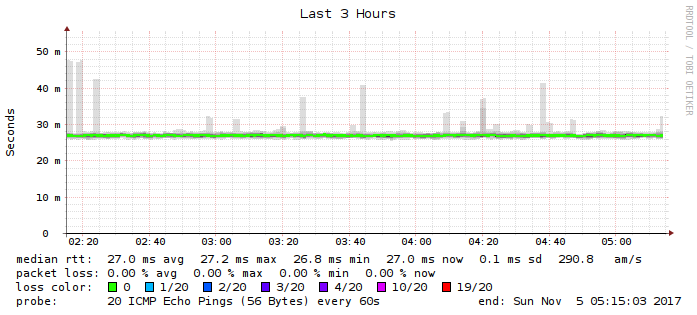 Last 3 Hours
RRDTOOL / TOBI OETIKER
Seconds
50 m
40 m
30 m
20 m
10 m
0
02:20 02:40 03:00 03:20 03:40 04:00 04:20 04:40 05:00
median rtt: 27.0 ms avg 27.2 ms max 26.8 ms min 27.0 ms now 0.1 ms sd 290.8 am/s
packet loss: 0.00 % avg 0.00 % max 0.00 % min 0.00 % now
loss color: 0 1/20 2/20 3/20 4/20 10/20 19/20
probe: 20 ICMP Echo Pings (56 Bytes) every 60s end: Sun Nov 5 05:15:03 2017